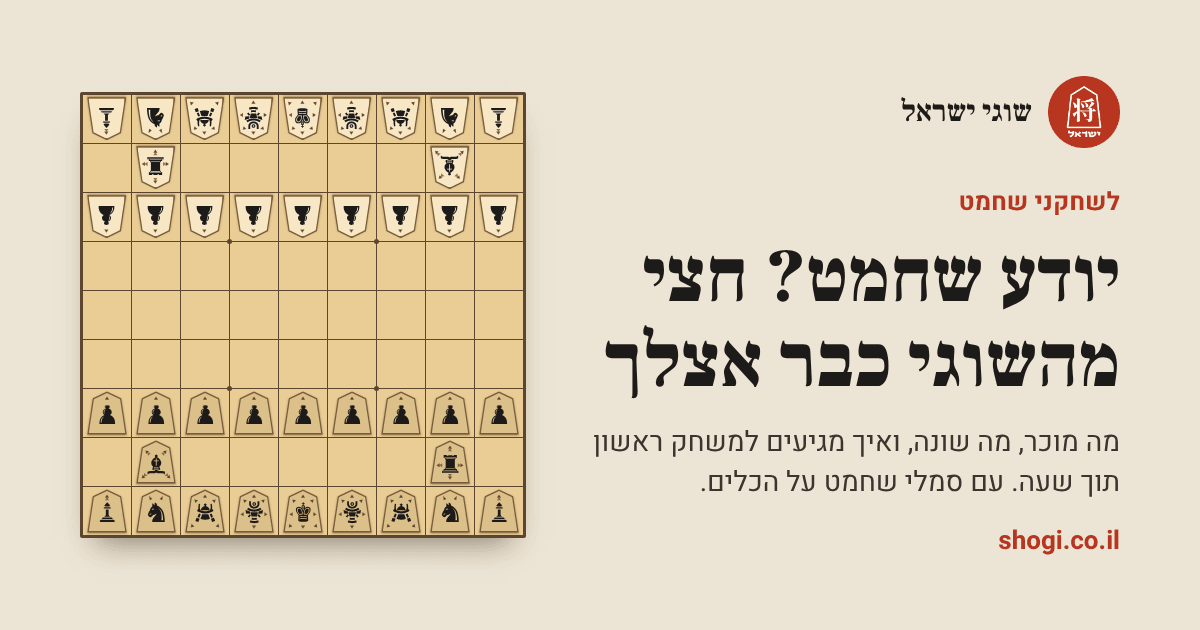 שוגי ישראל
将
ישראל
לשחקני שחמט
יודע שחמט? חצי
מהשוגי כבר אצלך
מה מוכר, מה שונה, ואיך מגיעים למשחק ראשון
תוך שעה. עם סמלי שחמט על הכלים.
shogi.co.il